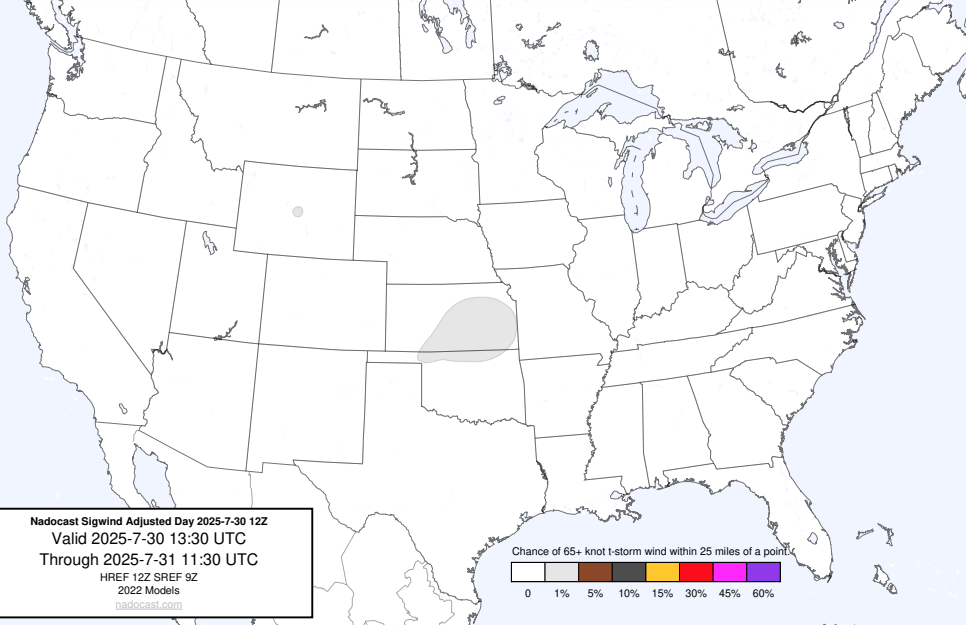 Nadocast Sigwind Adjusted Day 2025-7-30 12Z
Valid 2025-7-30 13:30 UTC
Through 2025-7-31 11:30 UTC
HREF 12Z SREF 9Z
2022 Models
nadocast.com
Chance of 65+ knot t-storm wind within 25 miles of a point.
0 1% 5% 10% 15% 30% 45% 60%